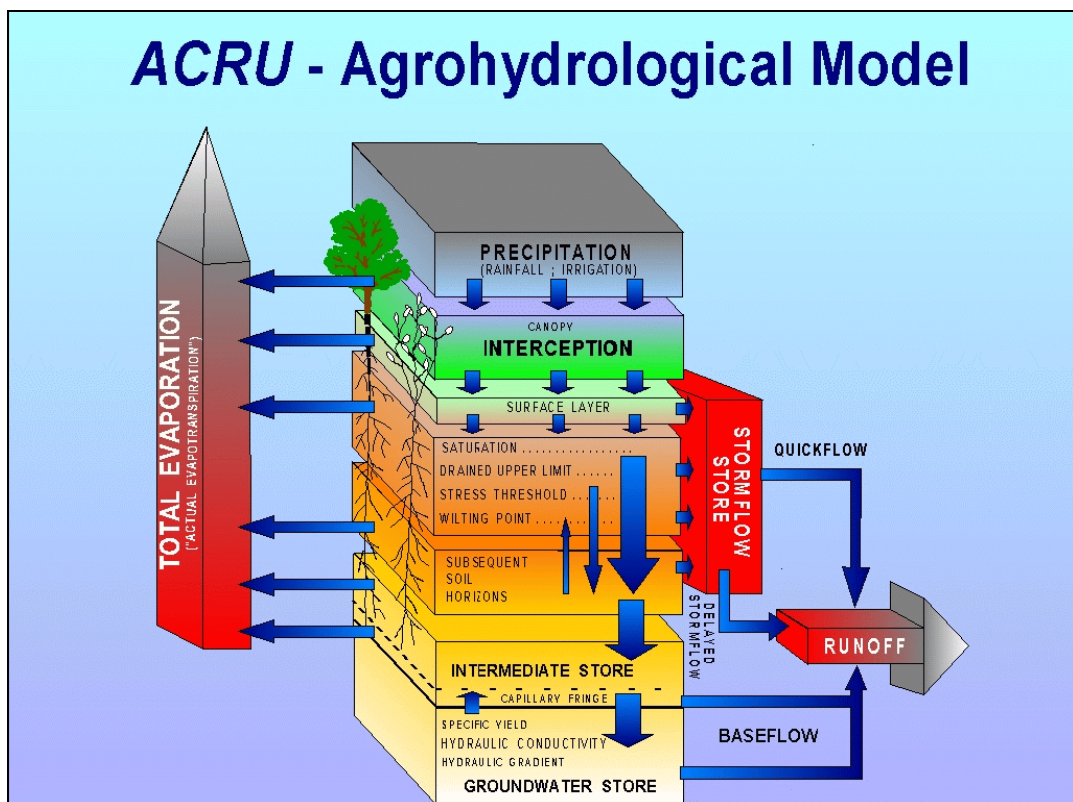 ACRU - Agrohydrological Model
PRECIPITATION
(RAINFALL ; IRRIGATION)
CANOPY
INTERCEPTION
SURFACE LAYER
SATURATION .................
DRAINED UPPER LIMIT ......
STRESS THRESHOLD .......
WILTING POINT ............
SUBSEQUENT
SOIL
HORIZONS
INTERMEDIATE STORE
CAPILLARY FRINGE
SPECIFIC YIELD
HYDRAULIC CONDUCTIVITY
HYDRAULIC GRADIENT
GROUNDWATER STORE
TOTAL EVAPORATION
("ACTUAL EVAPOTRANSPIRATION")
STORMFLOW
STORE
QUICKFLOW
DELAYED
STORMFLOW
RUNOFF
BASEFLOW